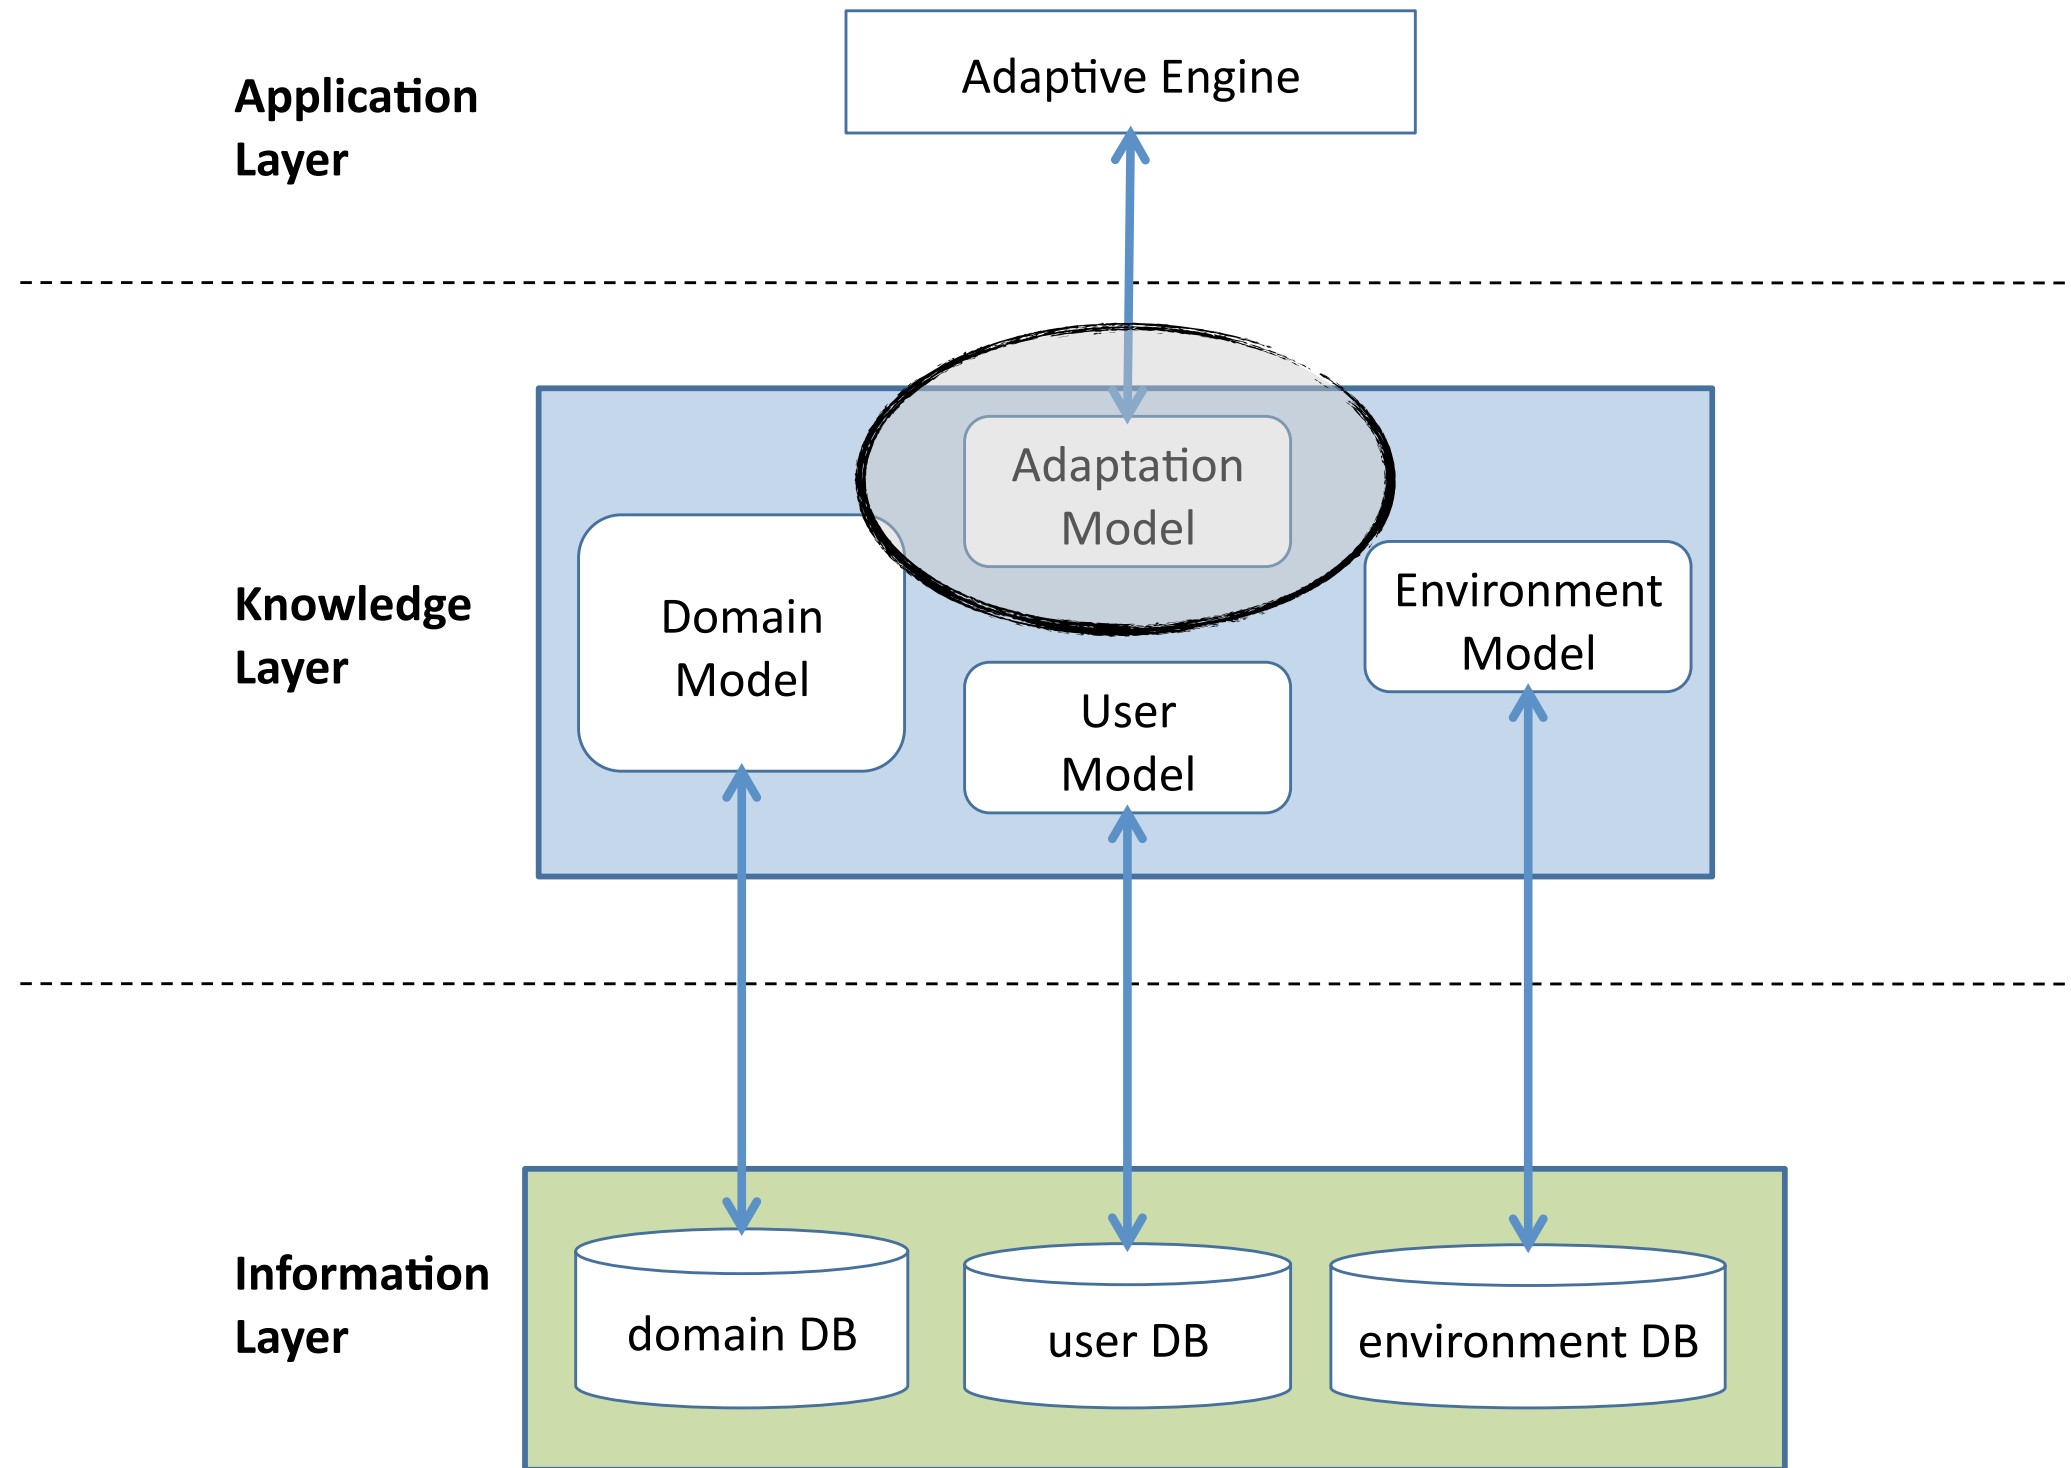 Application
Layer
Adaptive Engine
Knowledge
Layer
Adaptation
Model
Domain
Model
Environment
Model
User
Model
Information
Layer
domain DB
user DB
environment DB